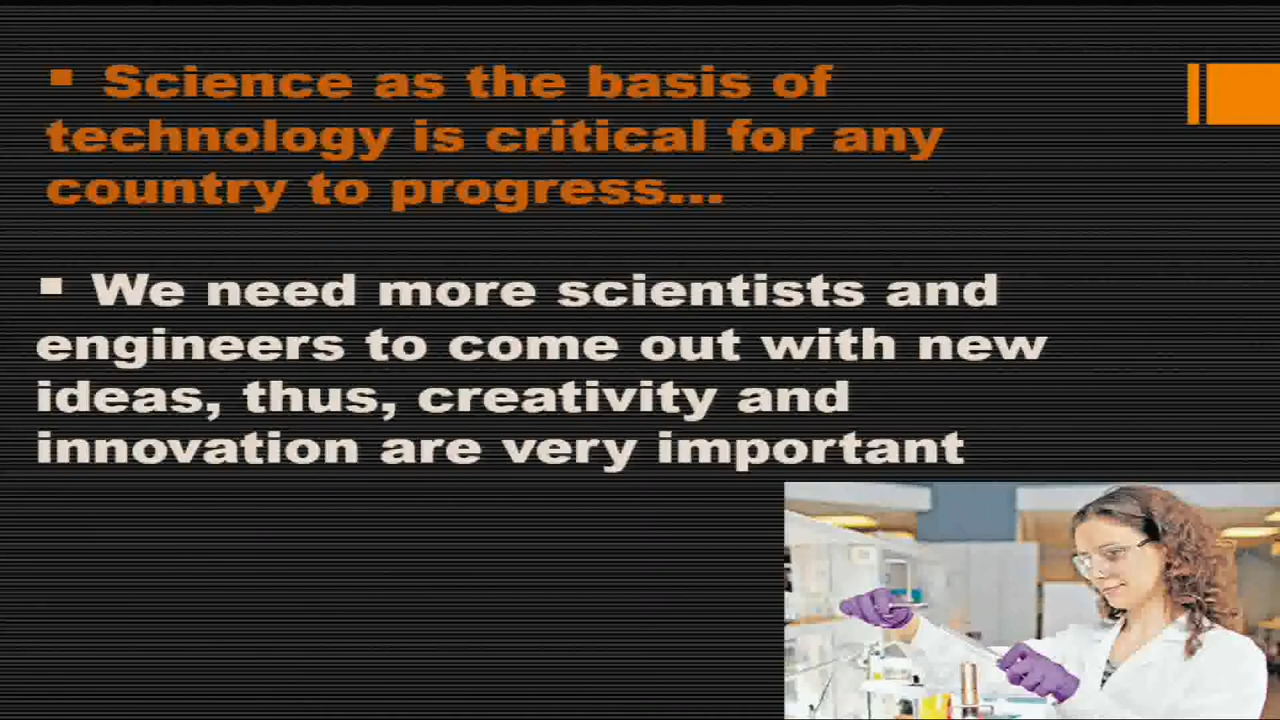 ▪ Science as the basis of
technology is critical for any
country to progress...
▪ We need more scientists and
engineers to come out with new
ideas, thus, creativity and
innovation are very important